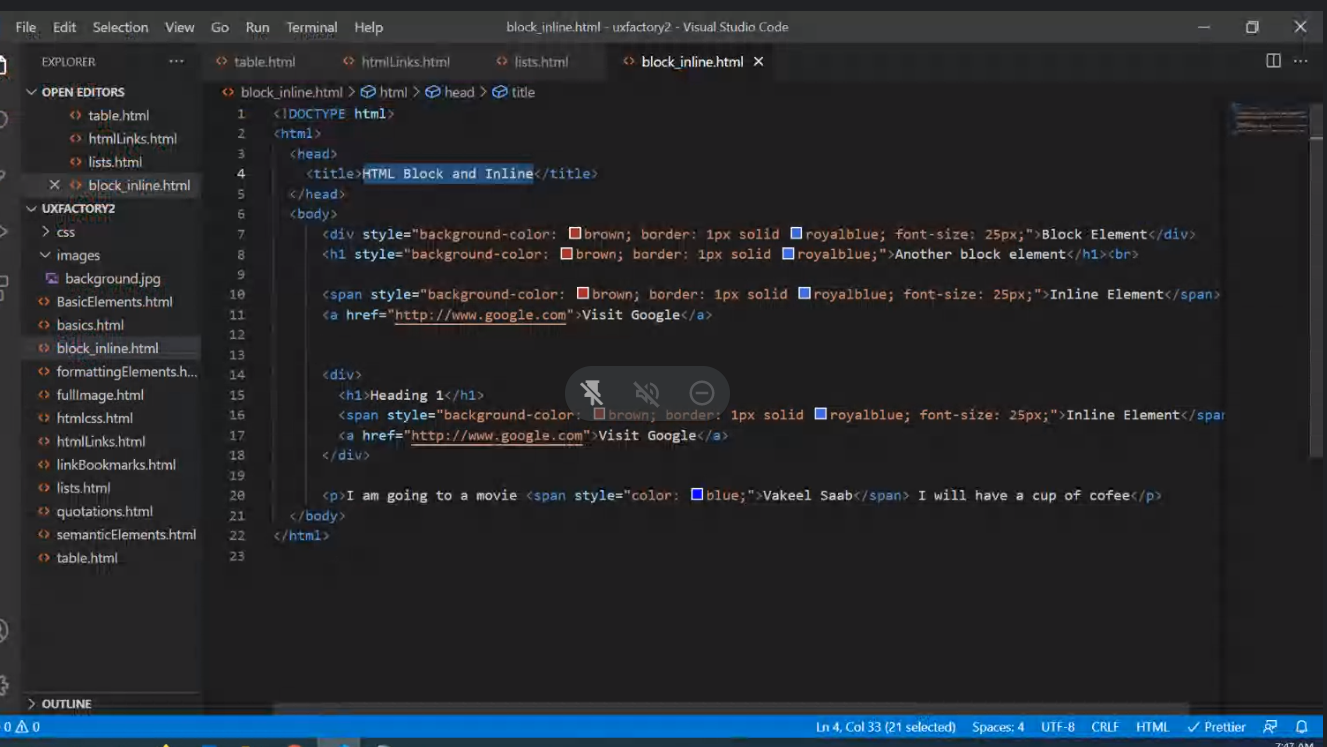 File Edit Selection View Go Run Terminal Help block_inline.html - uxfactory2 - Visual Studio Code
EXPLORER ··· table.html htmlLinks.html lists.html block_inline.html
OPEN EDITORS
table.html
htmlLinks.html
lists.html
block_inline.html
UXFACTORY2
css
images
background.jpg
BasicElements.html
basics.html
block_inline.html
formattingElements.h...
fullImage.html
htmlcss.html
htmlLinks.html
linkBookmarks.html
lists.html
quotations.html
semanticElements.html
table.html
OUTLINE
block_inline.html > html > head > title
1 <!DOCTYPE html>
2 <html>
3 <head>
4 <title>HTML Block and Inline</title>
5 </head>
6 <body>
7 <div style="background-color: brown; border: 1px solid royalblue; font-size: 25px;">Block Element</div>
8 <h1 style="background-color: brown; border: 1px solid royalblue;">Another block element</h1><br>
9
10 <span style="background-color: brown; border: 1px solid royalblue; font-size: 25px;">Inline Element</span>
11 <a href="http://www.google.com">Visit Google</a>
12
13
14 <div>
15 <h1>Heading 1</h1>
16 <span style="background-color: brown; border: 1px solid royalblue; font-size: 25px;">Inline Element</span
17 <a href="http://www.google.com">Visit Google</a>
18 </div>
19
20 <p>I am going to a movie <span style="color: blue;">Vakeel Saab</span> I will have a cup of cofee</p>
21 </body>
22 </html>
23
0 0 Ln 4, Col 33 (21 selected) Spaces: 4 UTF-8 CRLF HTML Prettier
7:47 AM